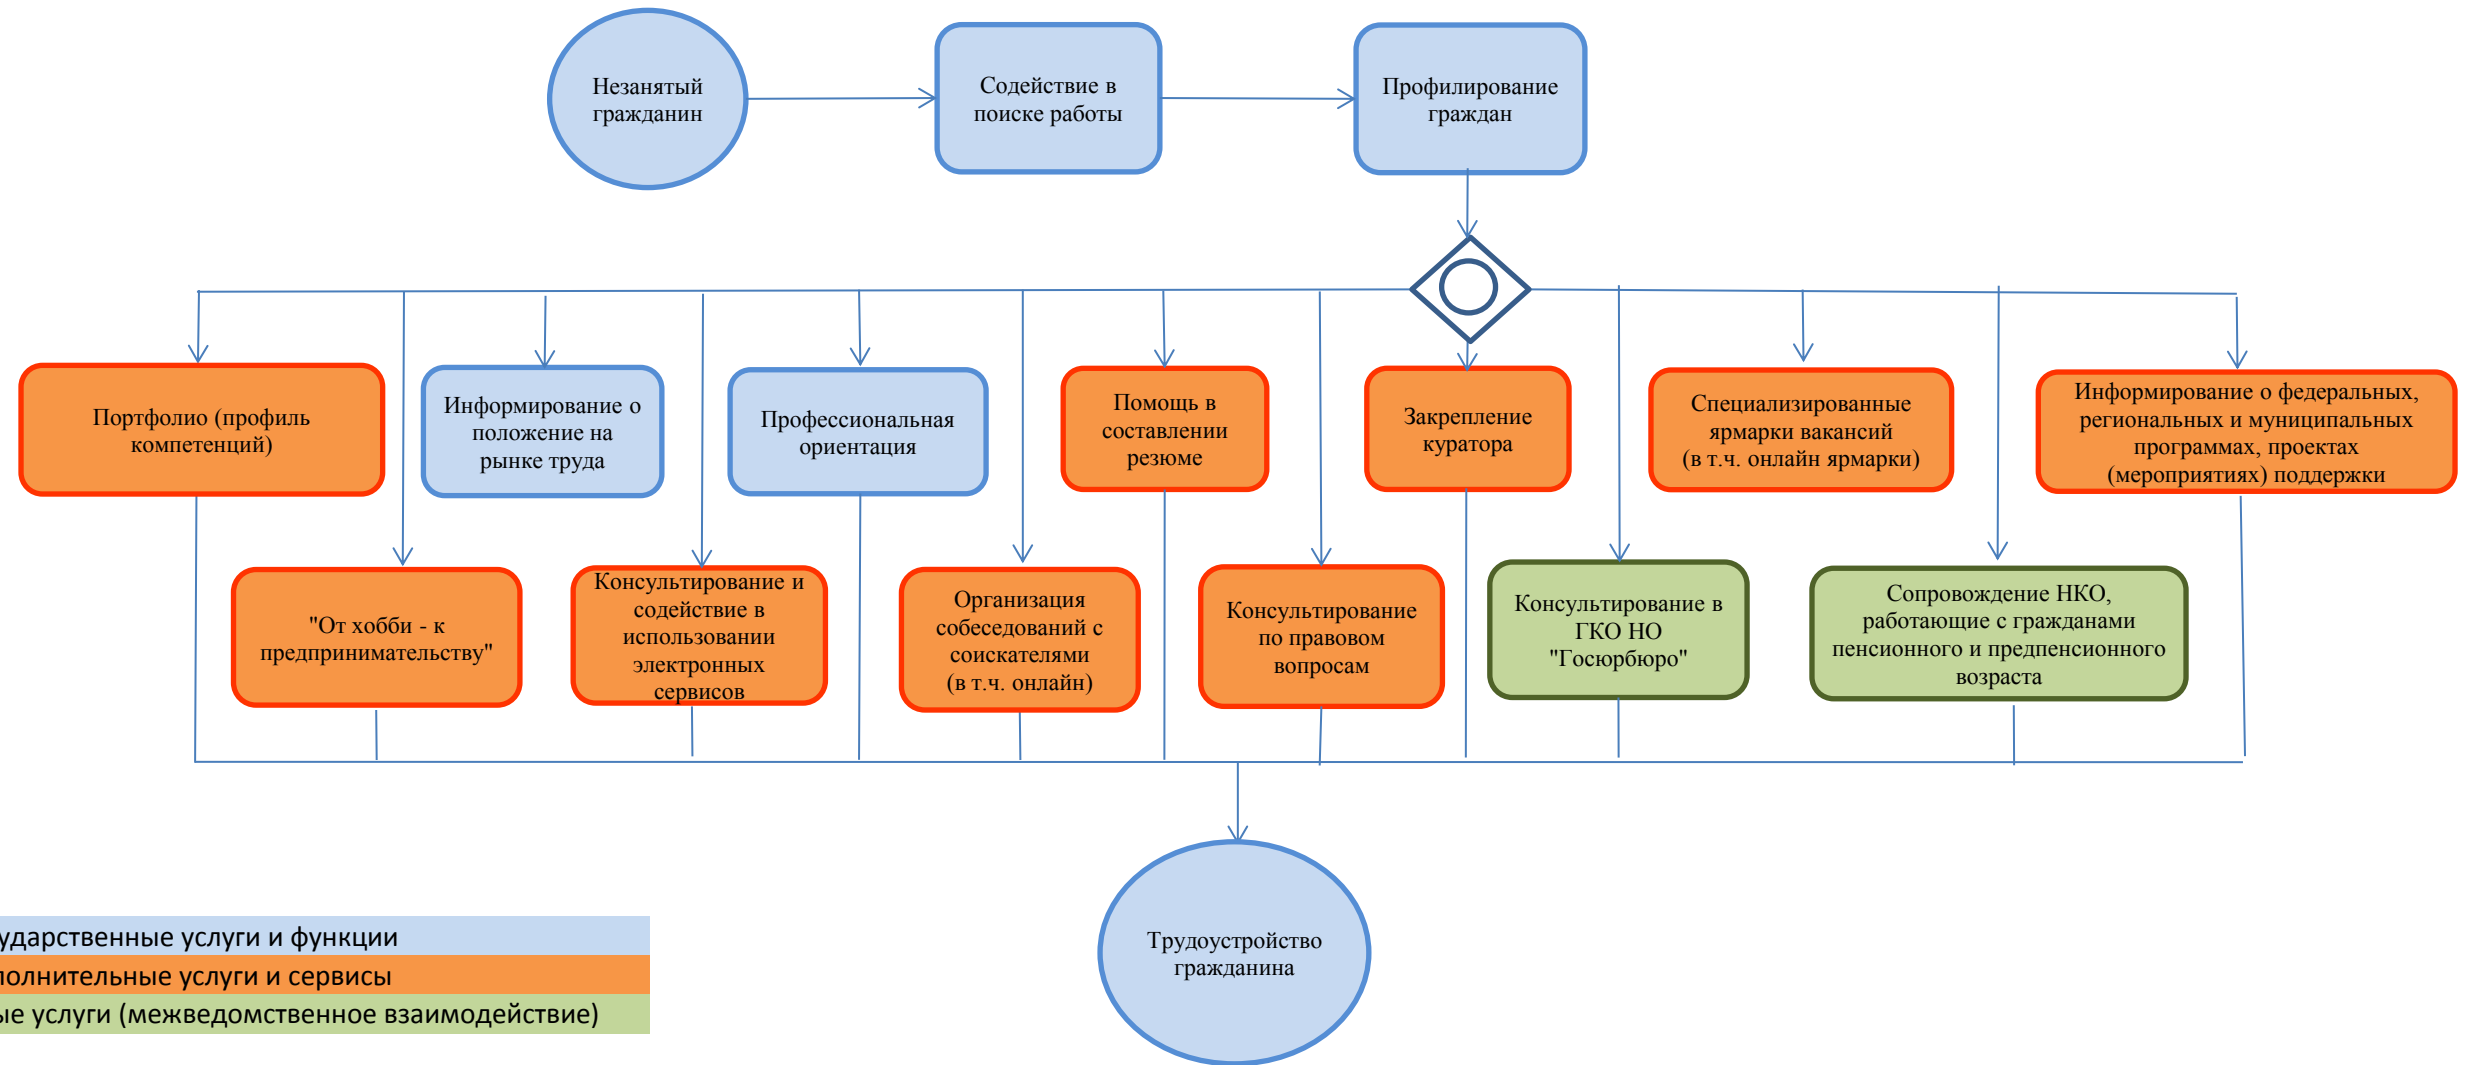 Незанятый
гражданин
Содействие в
поиске работы
Профилирование
граждан
Портфолио (профиль
компетенций)
Информирование о
положение на
рынке труда
Профессиональная
ориентация
Помощь в
составлении
резюме
Закрепление
куратора
Специализированные
ярмарки вакансий
(в т.ч. онлайн ярмарки)
Информирование о федеральных,
региональных и муниципальных
программах, проектах
(мероприятиях) поддержки
"От хобби - к
предпринимательству"
Консультирование и
содействие в
использовании
электронных
сервисов
Организация
собеседований с
соискателями
(в т.ч. онлайн)
Консультирование
по правовом
вопросам
Консультирование в
ГКО НО
"Госюрбюро"
Сопровождение НКО,
работающие с гражданами
пенсионного и предпенсионного
возраста
Трудоустройство
гражданина
ударственные услуги и функции
полнительные услуги и сервисы
ые услуги (межведомственное взаимодействие)